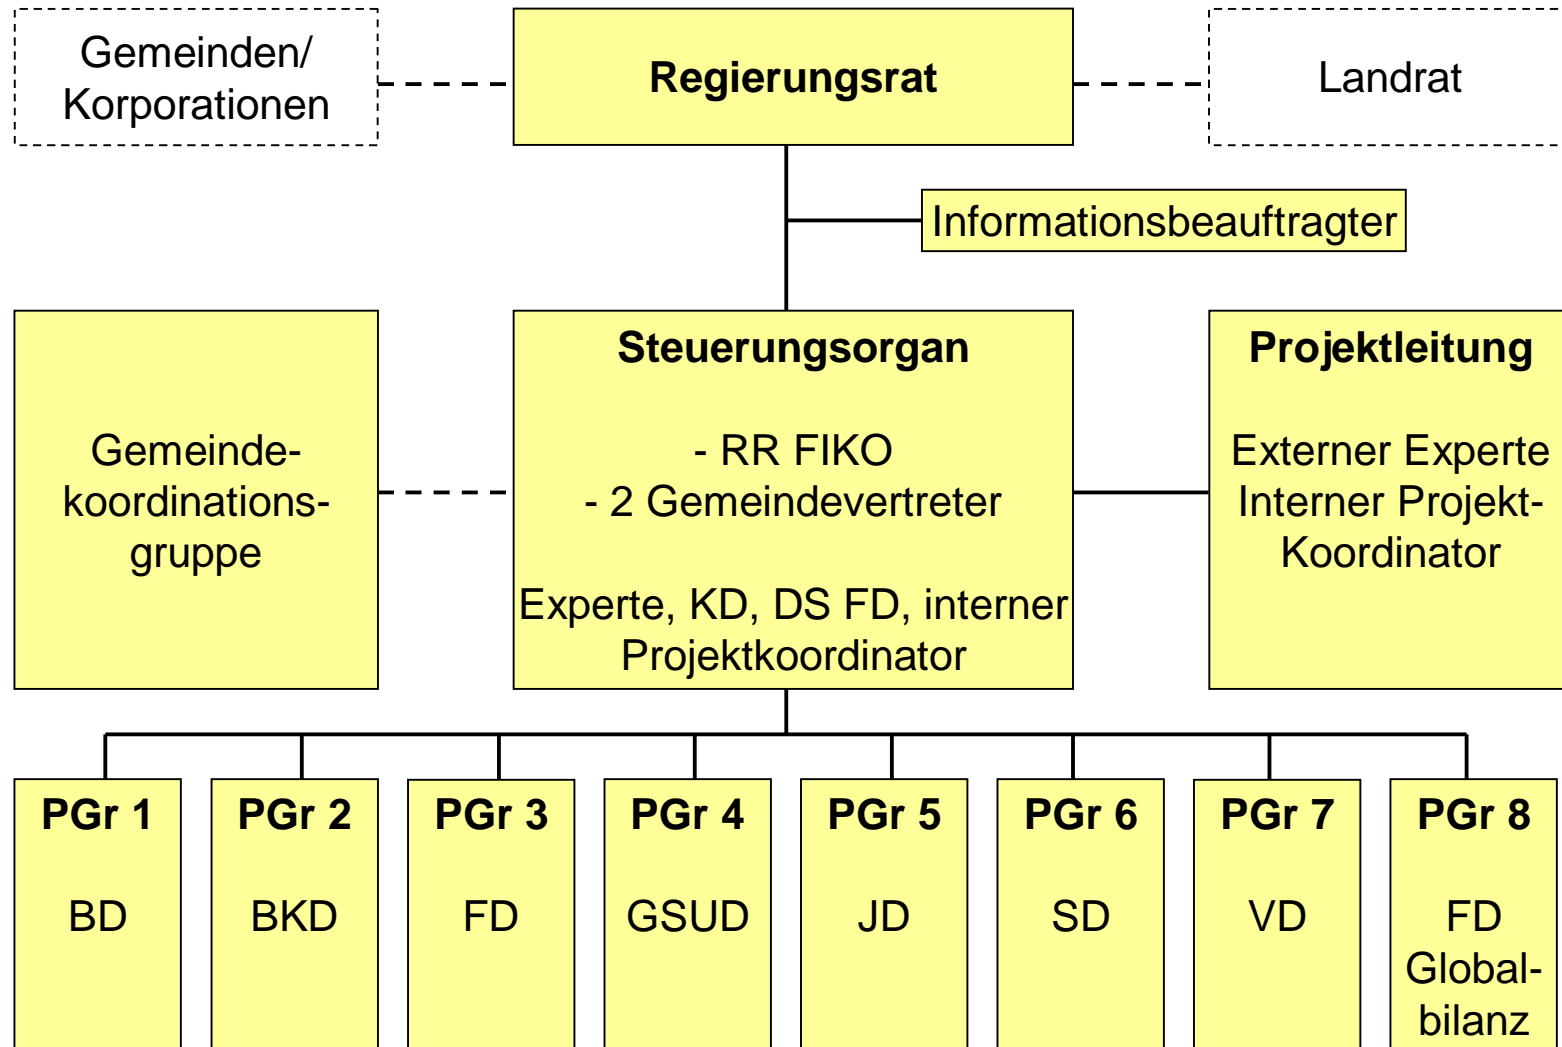 Gemeinden/
Korporationen
Regierungsrat
Landrat
Informationsbeauftragter
Gemeinde-
koordinations-
gruppe
Steuerungsorgan
- RR FIKO
- 2 Gemeindevertreter
Experte, KD, DS FD, interner
Projektkoordinator
Projektleitung
Externer Experte
Interner Projekt-
Koordinator
PGr 1
BD
PGr 2
BKD
PGr 3
FD
PGr 4
GSUD
PGr 5
JD
PGr 6
SD
PGr 7
VD
PGr 8
FD
Global-
bilanz